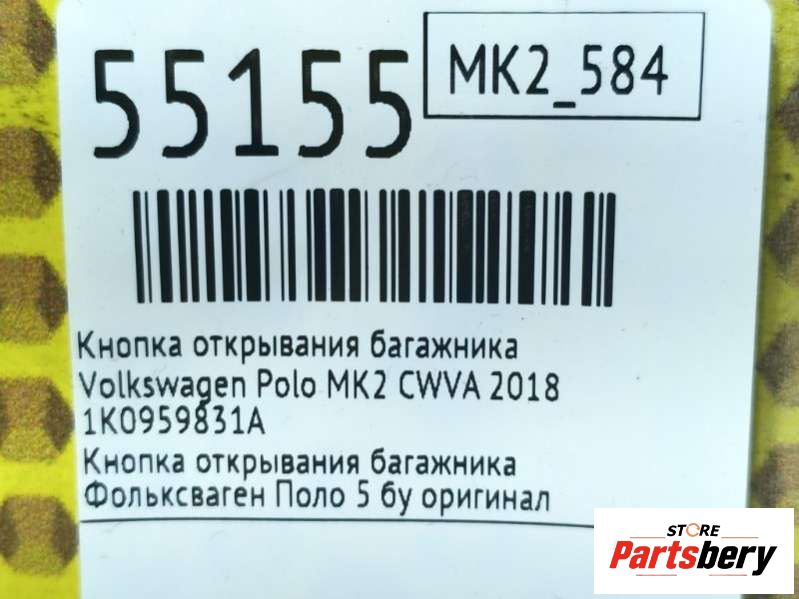 55155
MK2_584
Кнопка открывания багажника
Volkswagen Polo MK2 CWVA 2018
1K0959831A
Кнопка открывания багажника
Фольксваген Поло 5 бу оригинал
STORE
Partsbery